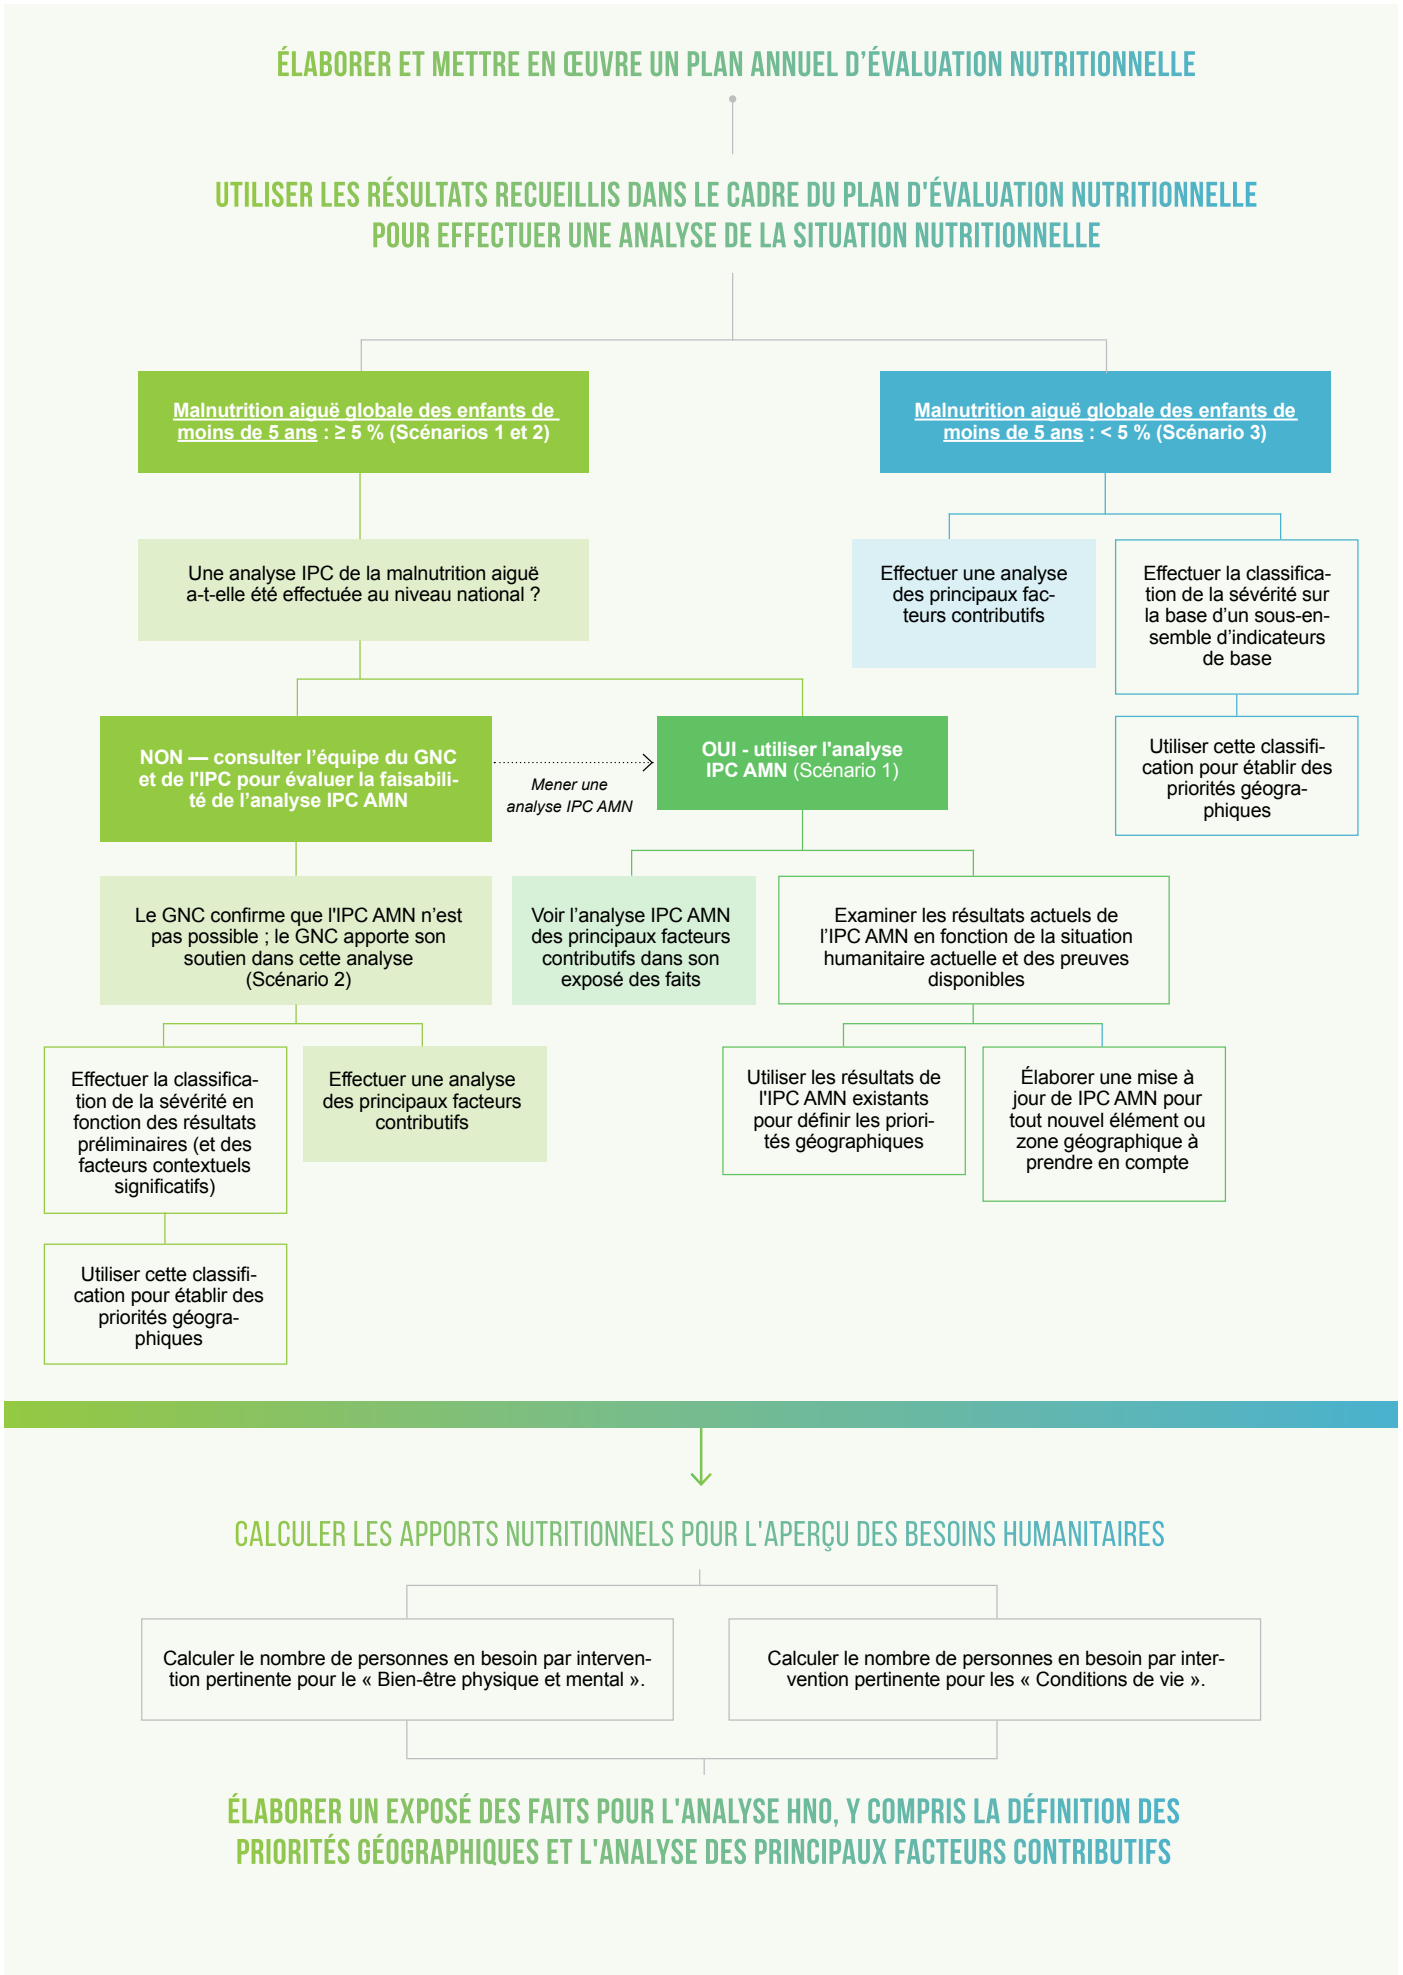 ÉLABORER ET METTRE EN ŒUVRE UN PLAN ANNUEL D'ÉVALUATION NUTRITIONNELLE
UTILISER LES RÉSULTATS RECUEILLIS DANS LE CADRE DU PLAN D'ÉVALUATION NUTRITIONNELLE
POUR EFFECTUER UNE ANALYSE DE LA SITUATION NUTRITIONNELLE
Malnutrition aiguë globale des enfants de
moins de 5 ans : ≥ 5 % (Scénarios 1 et 2)
Malnutrition aiguë globale des enfants de
moins de 5 ans : < 5 % (Scénario 3)
Une analyse IPC de la malnutrition aiguë
a-t-elle été effectuée au niveau national ?
Effectuer une analyse
des principaux fac-
teurs contributifs
Effectuer la classifica-
tion de la sévérité sur
la base d’un sous-en-
semble d’indicateurs
de base
Utiliser cette classifi-
cation pour établir des
priorités géogra-
phiques
NON — consulter l’équipe du GNC
et de l'IPC pour évaluer la faisabili-
té de l’analyse IPC AMN
Mener une
analyse IPC AMN
OUI - utiliser l'analyse
IPC AMN (Scénario 1)
Le GNC confirme que l'IPC AMN n’est
pas possible ; le GNC apporte son
soutien dans cette analyse
(Scénario 2)
Voir l’analyse IPC AMN
des principaux facteurs
contributifs dans son
exposé des faits
Examiner les résultats actuels de
l’IPC AMN en fonction de la situation
humanitaire actuelle et des preuves
disponibles
Effectuer la classifica-
tion de la sévérité en
fonction des résultats
préliminaires (et des
facteurs contextuels
significatifs)
Effectuer une analyse
des principaux facteurs
contributifs
Utiliser les résultats de
l'IPC AMN existants
pour définir les priori-
tés géographiques
Élaborer une mise à
jour de IPC AMN pour
tout nouvel élément ou
zone géographique à
prendre en compte
Utiliser cette classifi-
cation pour établir des
priorités géogra-
phiques
CALCULER LES APPORTS NUTRITIONNELS POUR L'APERÇU DES BESOINS HUMANITAIRES
Calculer le nombre de personnes en besoin par interven-
tion pertinente pour le « Bien-être physique et mental ».
Calculer le nombre de personnes en besoin par inter-
vention pertinente pour les « Conditions de vie ».
ÉLABORER UN EXPOSÉ DES FAITS POUR L'ANALYSE HNO, Y COMPRIS LA DÉFINITION DES
PRIORITÉS GÉOGRAPHIQUES ET L'ANALYSE DES PRINCIPAUX FACTEURS CONTRIBUTIFS